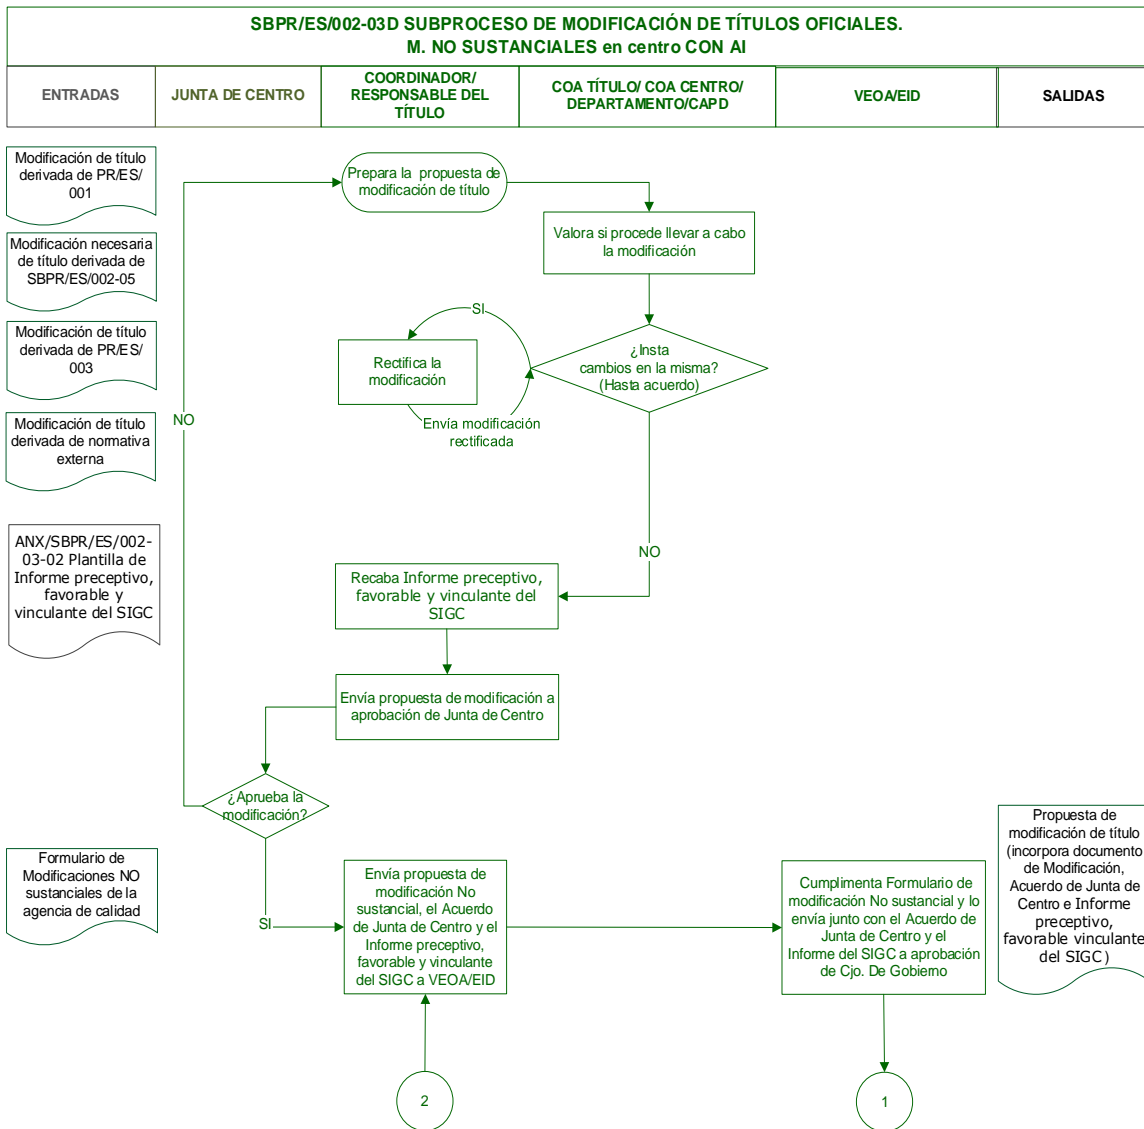 SBPR/ES/002-03D SUBPROCESO DE MODIFICACIÓN DE TÍTULOS OFICIALES.
M. NO SUSTANCIALES en centro CON AI
ENTRADAS
JUNTA DE CENTRO
COORDINADOR/
RESPONSABLE DEL
TÍTULO
COA TÍTULO/ COA CENTRO/
DEPARTAMENTO/CAPD
VEOA/EID
SALIDAS
Modificación de título
derivada de PR/ES/
001
Modificación necesaria
de título derivada de
SBPR/ES/002-05
Modificación de título
derivada de PR/ES/
003
Modificación de título
derivada de normativa
externa
ANX/SBPR/ES/002-
03-02 Plantilla de
Informe preceptivo,
favorable y
vinculante del SIGC
Formulario de
Modificaciones NO
sustanciales de la
agencia de calidad
Prepara la propuesta de
modificación de título
Valora si procede llevar a cabo
la modificación
¿Insta
cambios en la misma?
(Hasta acuerdo)
SI
Rectifica la
modificación
Envía modificación
rectificada
NO
NO
Recaba Informe preceptivo,
favorable y vinculante del
SIGC
Envía propuesta de modificación a
aprobación de Junta de Centro
¿Aprueba la
modificación?
SI
Envía propuesta de
modificación No
sustancial, el Acuerdo
de Junta de Centro y el
Informe preceptivo,
favorable y vinculante
del SIGC a VEOA/EID
Cumplimenta Formulario de
modificación No sustancial y lo
envía junto con el Acuerdo de
Junta de Centro y el
Informe del SIGC a aprobación
de Cjo. De Gobierno
Propuesta de
modificación de título
(incorpora documento
de Modificación,
Acuerdo de Junta de
Centro e Informe
preceptivo,
favorable vinculante
del SIGC )
2
1